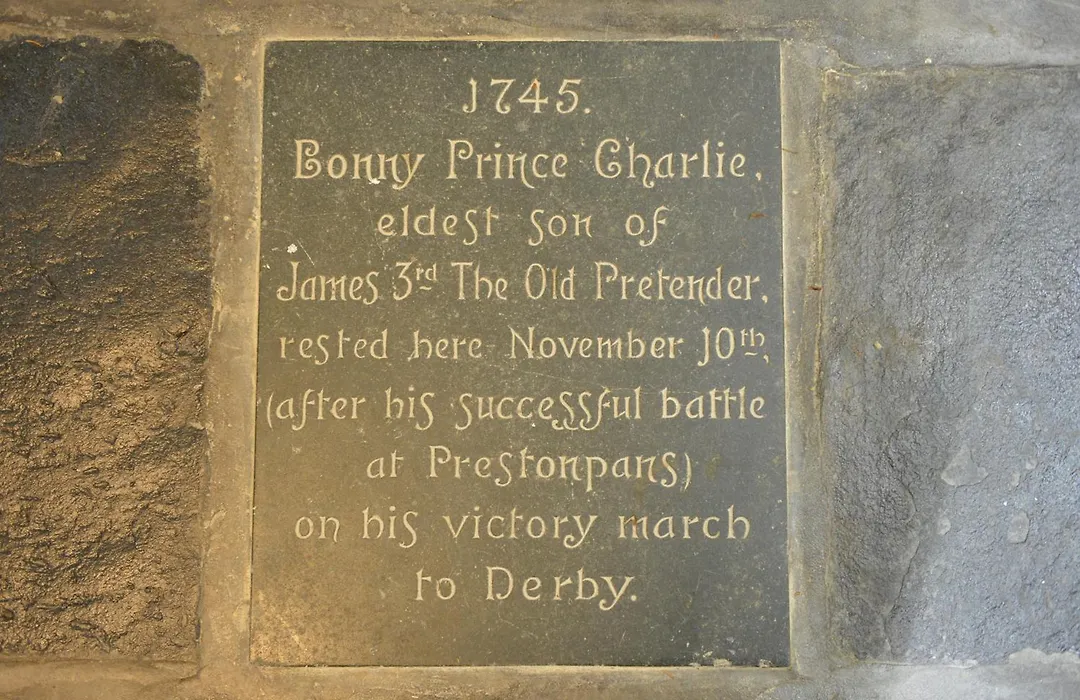 1745.
Bonny Prince Charlie,
eldest son of
James 3rd The Old Pretender,
rested here November 10th,
(after his successful battle
at Prestonpans)
on his victory march
to Derby.